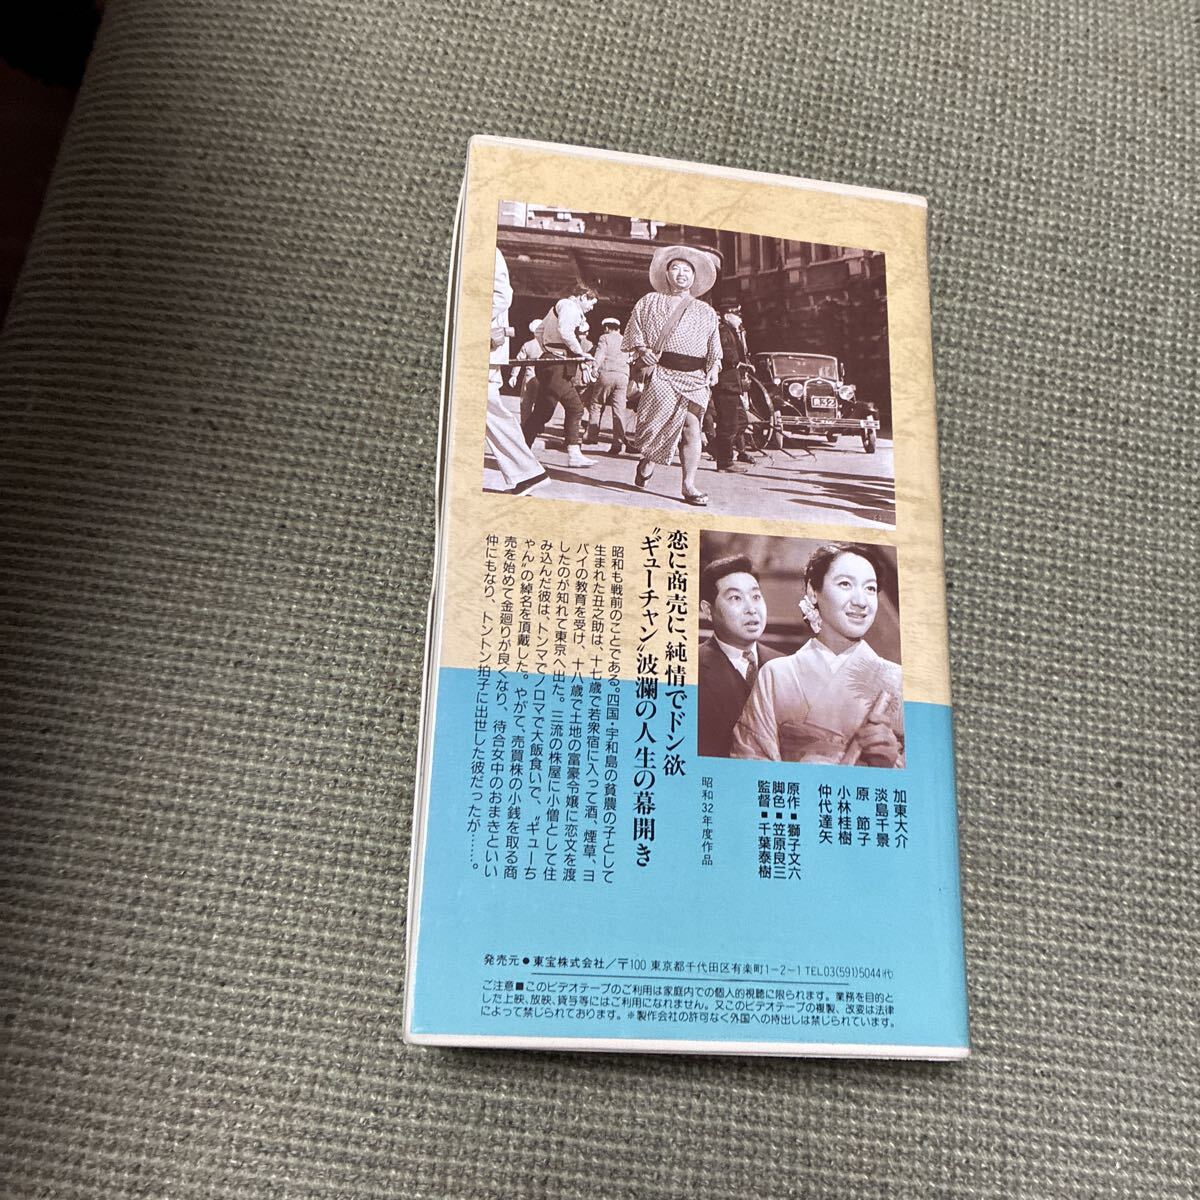 加東大介
淡島千景
原　節子
小林桂樹
仲代達矢
原作■獅子文六
脚色■笠原良三
監督■千葉泰樹
昭和32年度作品
恋に商売に、純情でドン欲
〝ギューチャン〟波瀾の人生の幕開き
昭和も戦前のことである。四国・宇和島の貧農の子として
生まれた丑之助は、十七歳で若衆宿に入って酒、煙草、ヨ
バイの教育を受け、十八歳で土地の富豪令嬢に恋文を渡
したのが知れて東京へ出た。三流の株屋に小僧として住
み込んだ彼は、トンマでノロマで大飯食いで、〝ギューち
ゃん〟の綽名を頂戴した。やがて、売買株の小銭を取る商
売を始めて金廻りが良くなり、待合女中のおまきといい
仲にもなり、トントン拍子に出世した彼だったが……。
発売元●東宝株式会社／〒100 東京都千代田区有楽町1-2-1 TEL03(591)5044㈹
ご注意■このビデオテープのご利用は家庭内での個人的視聴に限られます。業務を目的と
した上映、放映、貸与等にはご利用になれません。又このビデオテープの複製、改変は法律
によって禁じられております。※製作会社の許可なく外国への持出しは禁じられています。